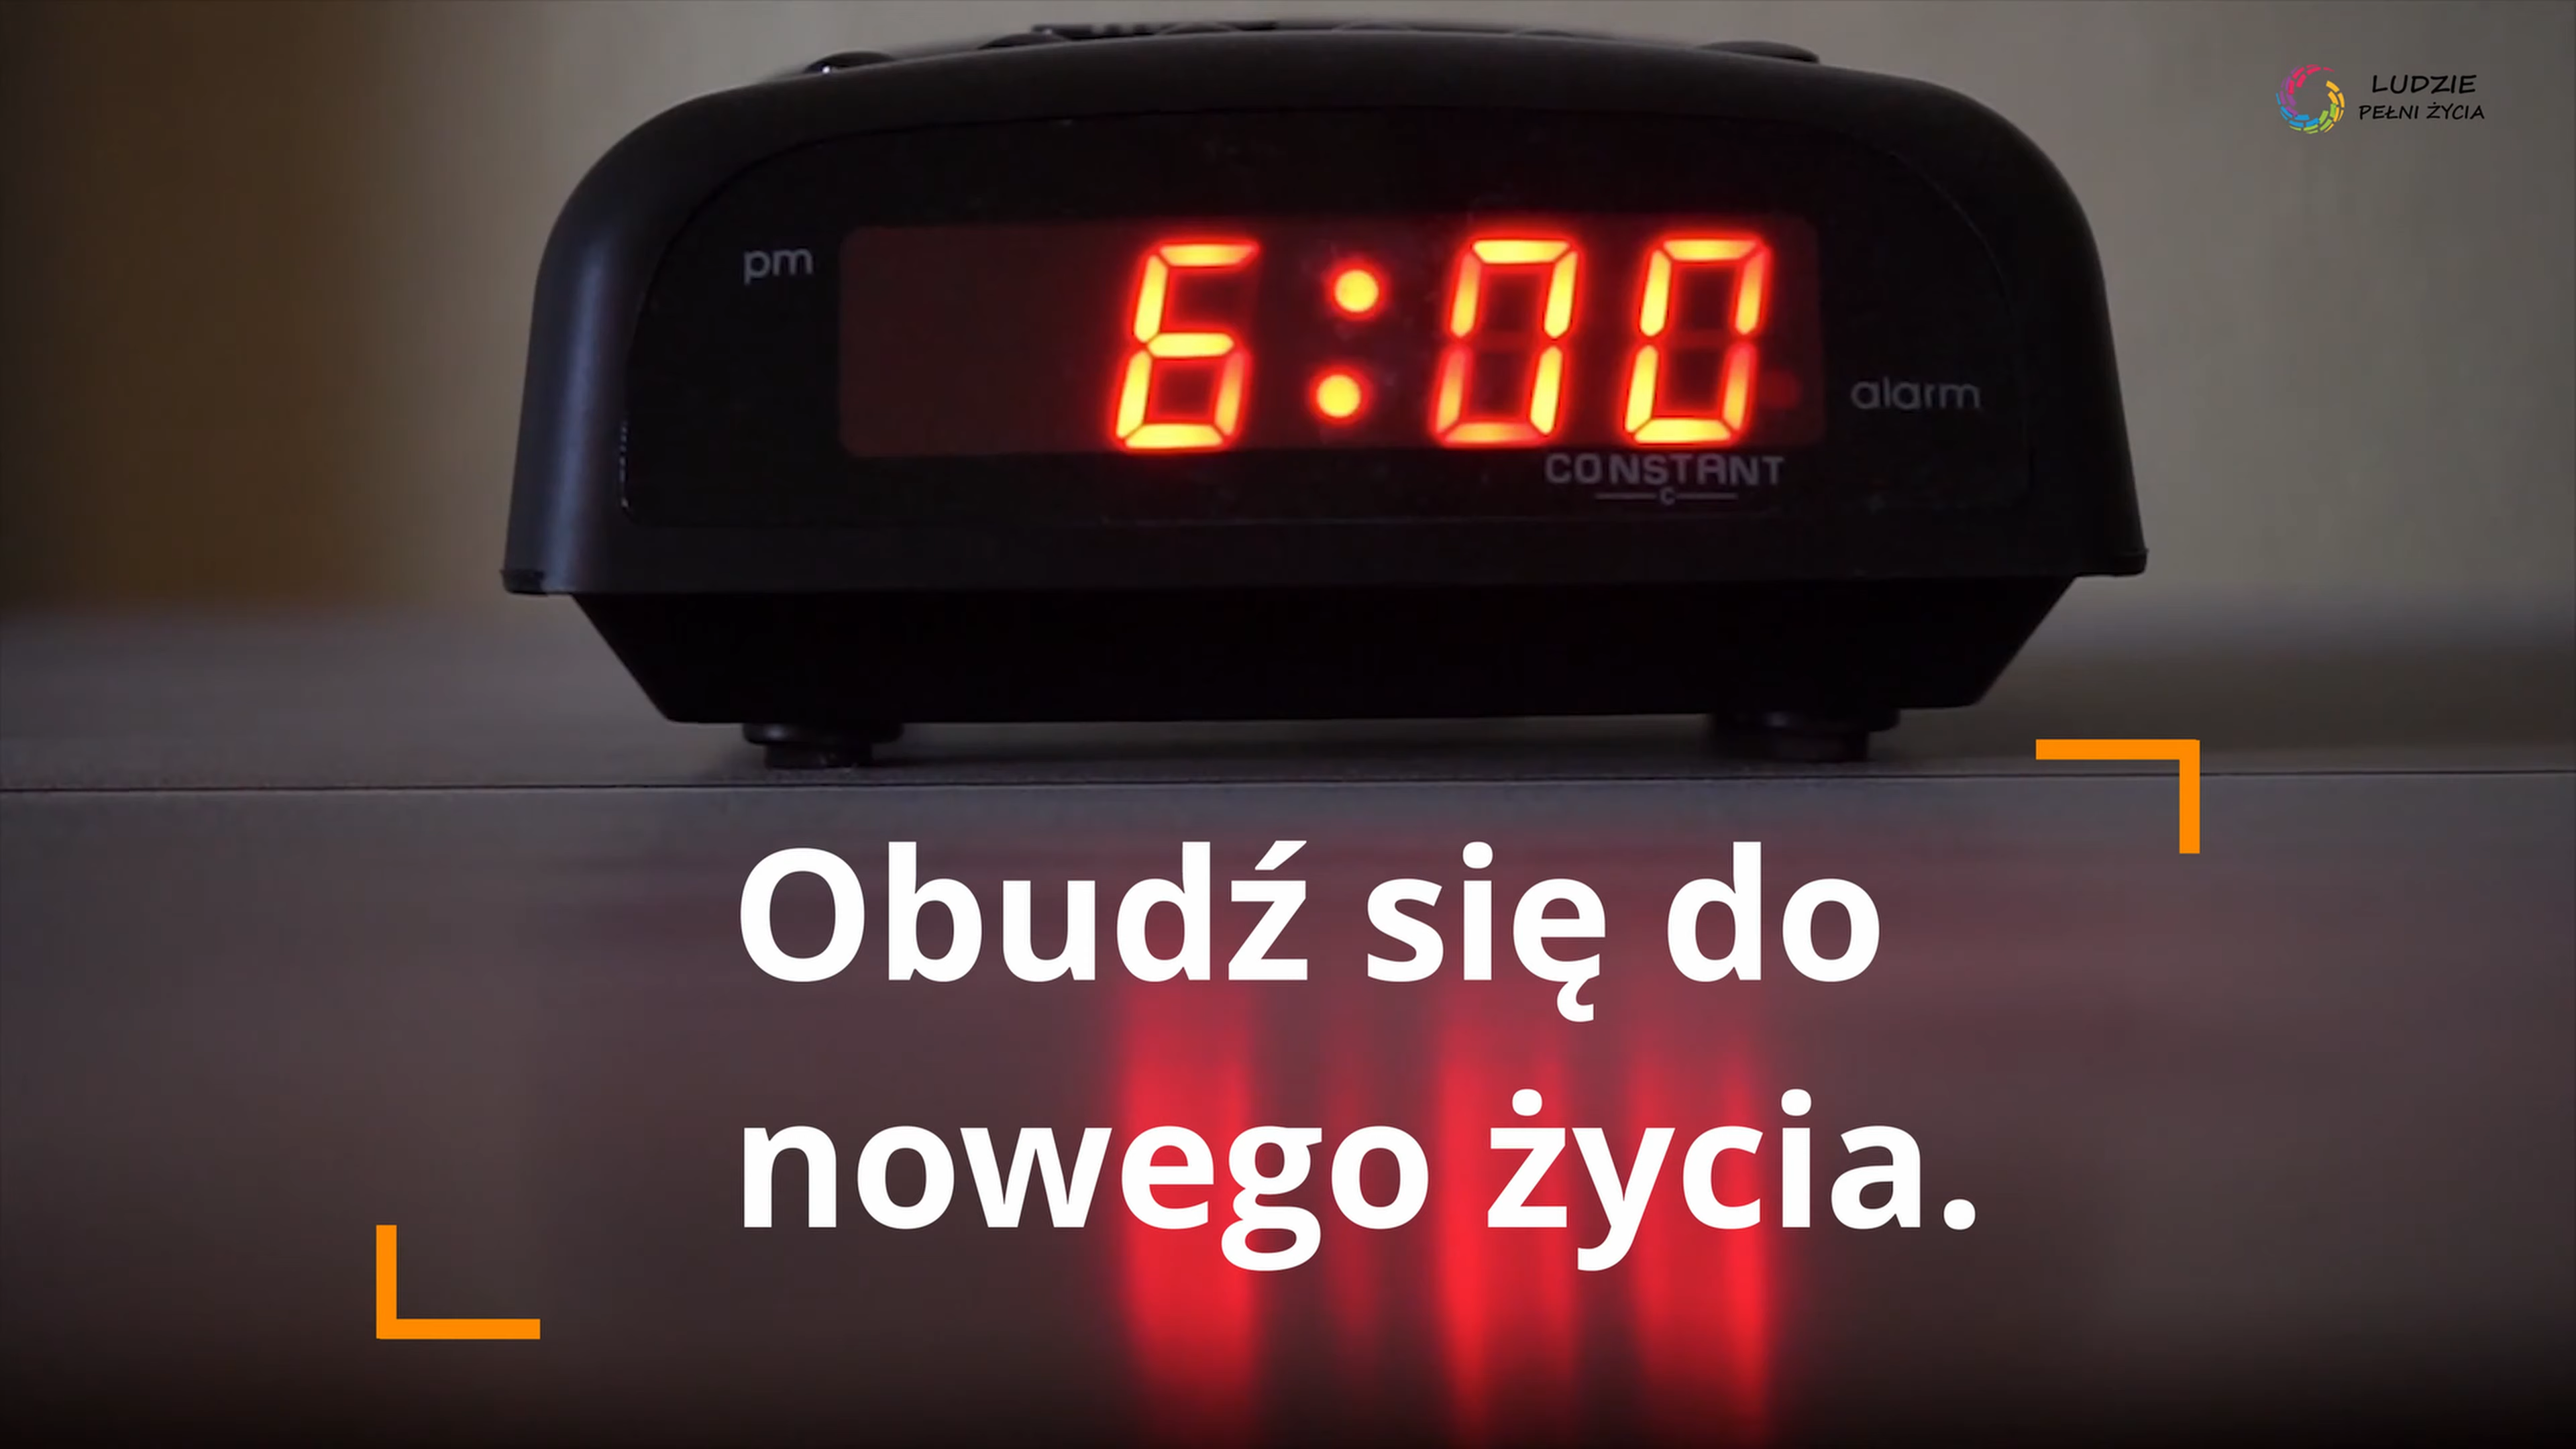 LUDZIE
PEŁNI ŻYCIA
pm
6:00
alarm
CONSTANT
C
Obudź się do
nowego życia.